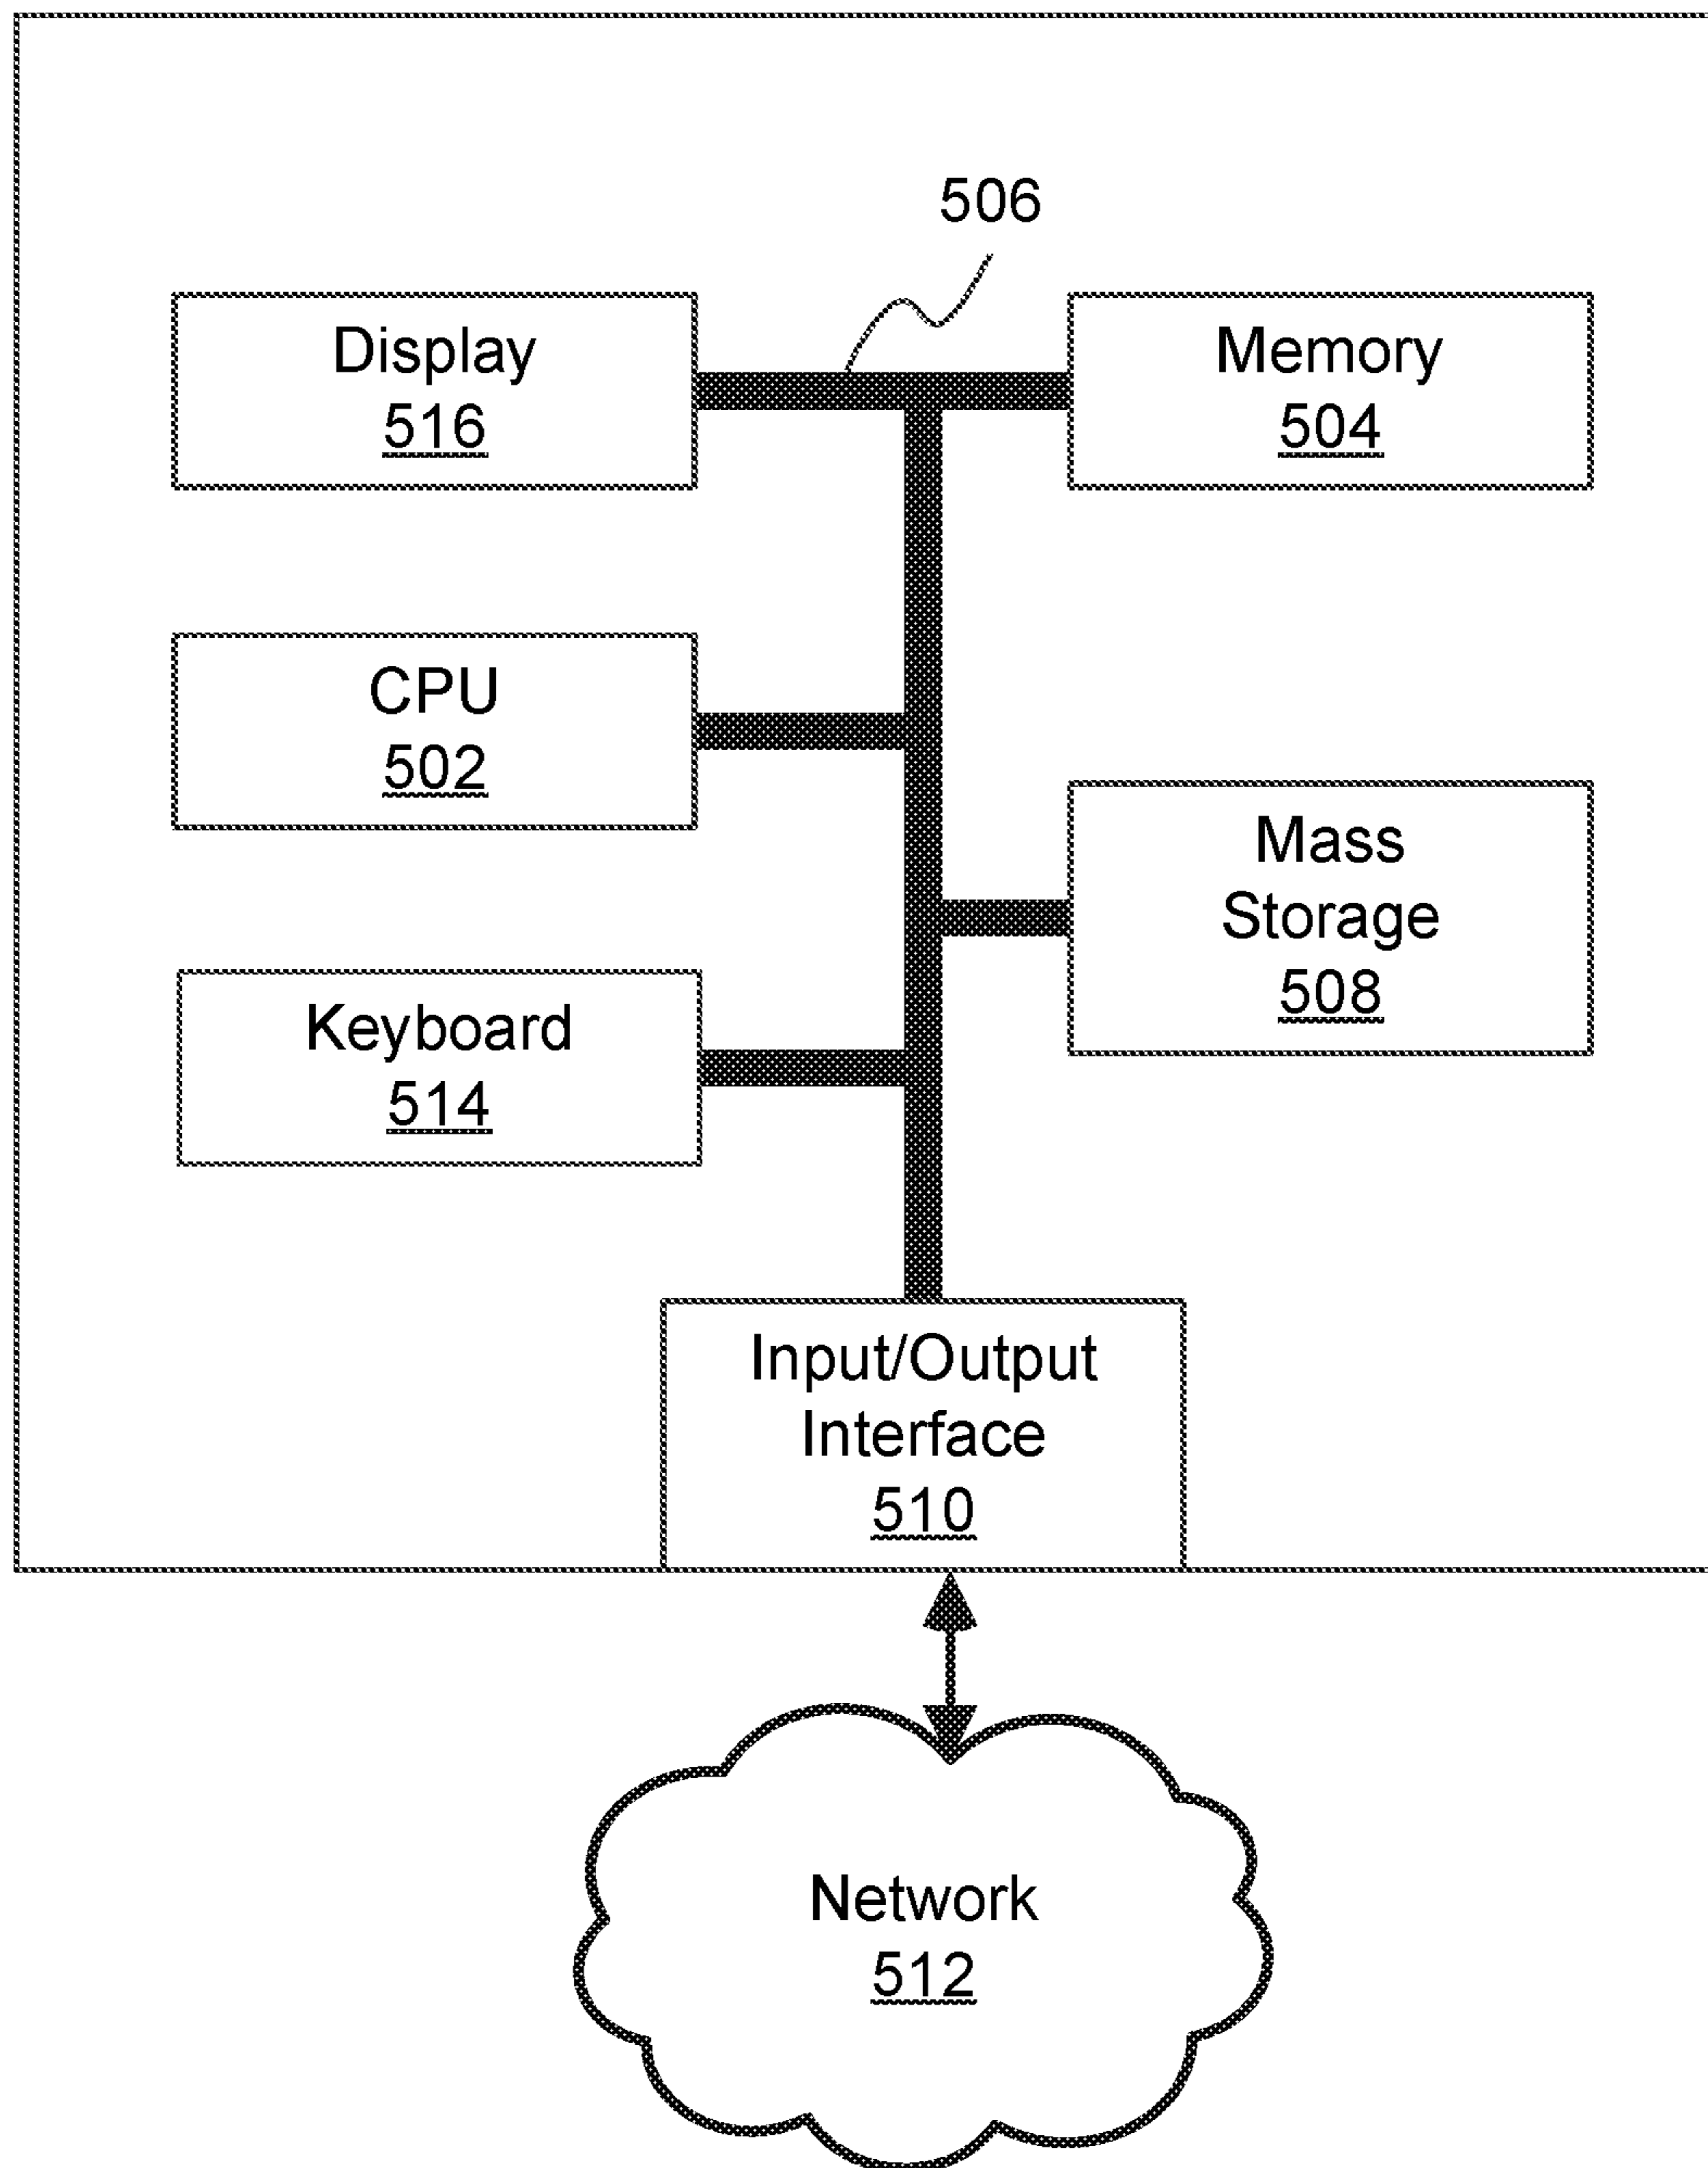 506
Display
516
Memory
504
CPU
502
Mass
Storage
508
Keyboard
514
Input/Output
Interface
510
Network
512